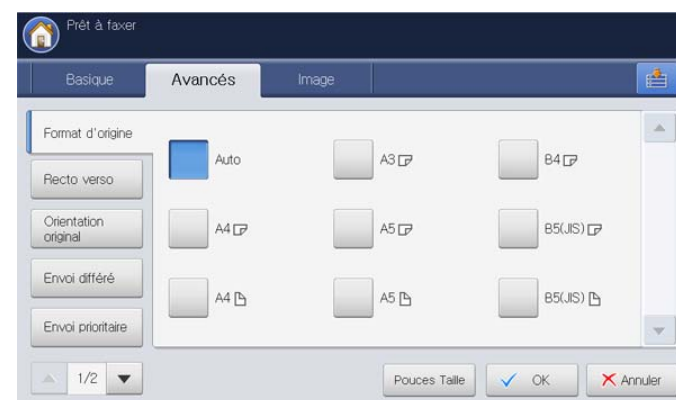 Prêt à faxer
Basique
Avancés
Image
Format d'origine
Recto verso
Orientation
original
Envoi différé
Envoi prioritaire
Auto
A3
B4
A4
A5
B5(JIS)
A4
A5
B5(JIS)
1/2
Pouces Taille
OK
Annuler